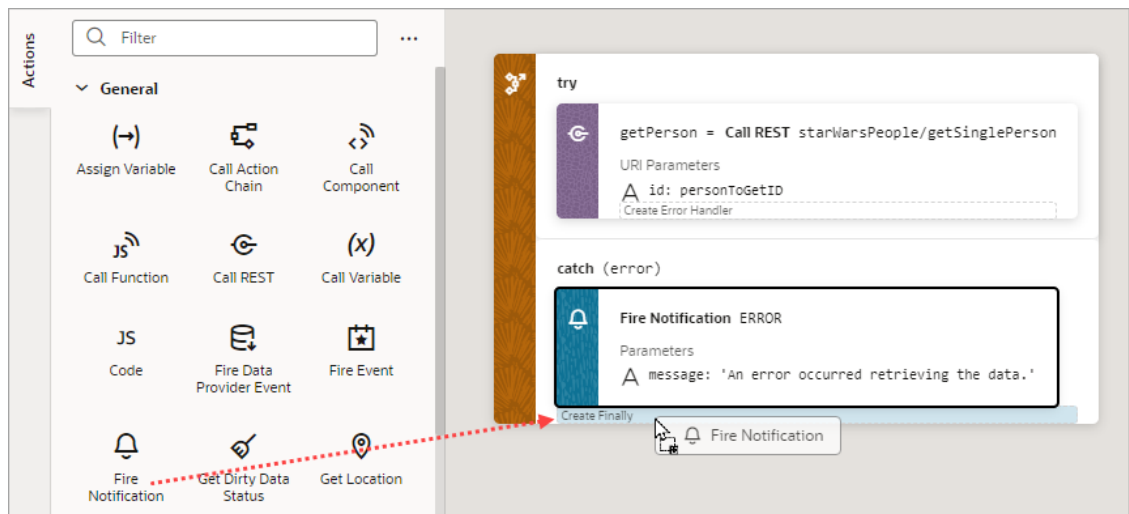 Actions
Filter
...
General
Assign Variable
Call Action
Chain
Call
Component
JS
Call Function
Call REST
(x)
Call Variable
JS
Code
Fire Data
Provider Event
Fire Event
Fire
Notification
Get Dirty Data
Status
Get Location
try
getPerson = Call REST starWarsPeople/getSinglePerson
URI Parameters
A id: personToGetID
Create Error Handler
catch (error)
Fire Notification ERROR
Parameters
A message: 'An error occurred retrieving the data.'
Create Finally
Fire Notification